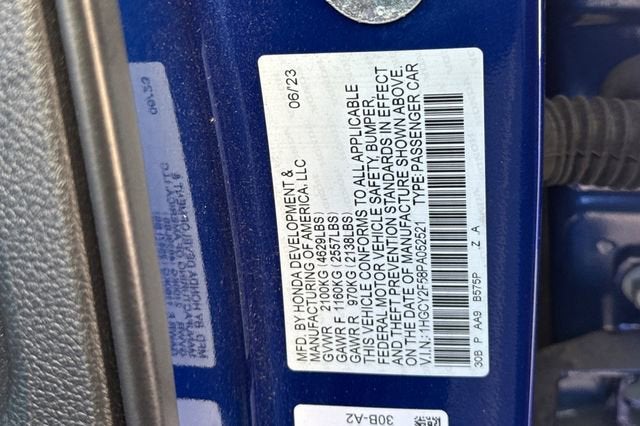 MFD. BY HONDA DEVELOPMENT & 06/23
MANUFACTURING OF AMERICA, LLC
GVWR 2100KG (4629LBS)
GAWR F 1160KG (2557LBS)
GAWR R 970KG (2138LBS)
THIS VEHICLE CONFORMS TO ALL APPLICABLE
FEDERAL MOTOR VEHICLE SAFETY, BUMPER,
AND THEFT PREVENTION STANDARDS IN EFFECT
ON THE DATE OF MANUFACTURE SHOWN ABOVE.
V.I.N.: 1HGCY2F58PA052521 TYPE:PASSENGER CAR
30B P AA9 B575P Z A
30B-A2